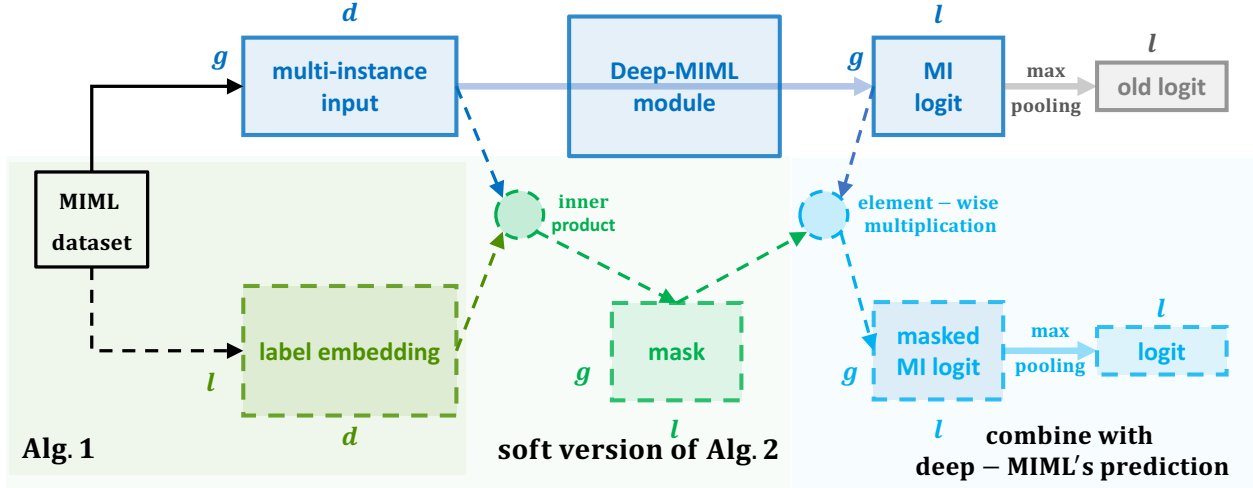 d
l
g
multi-instance
input
Deep-MIML
module
g
MI
logit
max
pooling
l
old logit
MIML
dataset
inner
product
element – wise
multiplication
label embedding
l
d
mask
g
l
masked
MI logit
g
l
max
pooling
l
logit
Alg. 1
soft version of Alg. 2
combine with
deep – MIML′s prediction